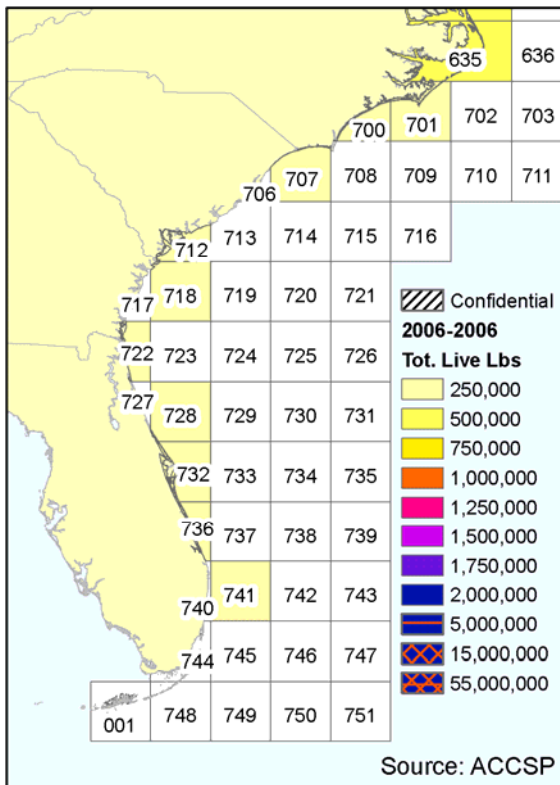 635 636
700 701 702 703
706 707 708 709 710 711
712 713 714 715 716
717 718 719 720 721
722 723 724 725 726
727 728 729 730 731
732 733 734 735
736 737 738 739
740 741 742 743
744 745 746 747
001 748 749 750 751
Confidential
2006-2006
Tot. Live Lbs
250,000
500,000
750,000
1,000,000
1,250,000
1,500,000
1,750,000
2,000,000
5,000,000
15,000,000
55,000,000
Source: ACCSP